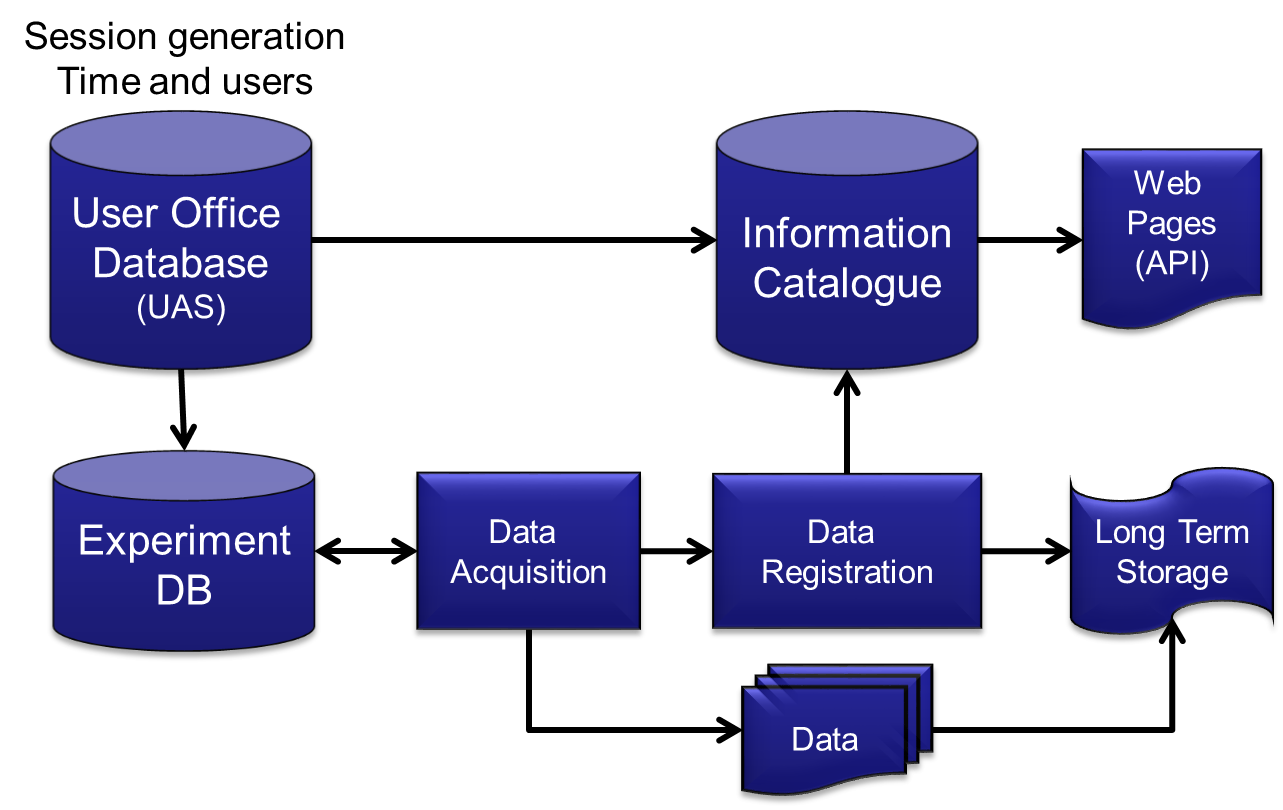 Session generation
Time and users
User Office
Database
(UAS)
Information
Catalogue
Web
Pages
(API)
Experiment
DB
Data
Acquisition
Data
Registration
Long Term
Storage
Data